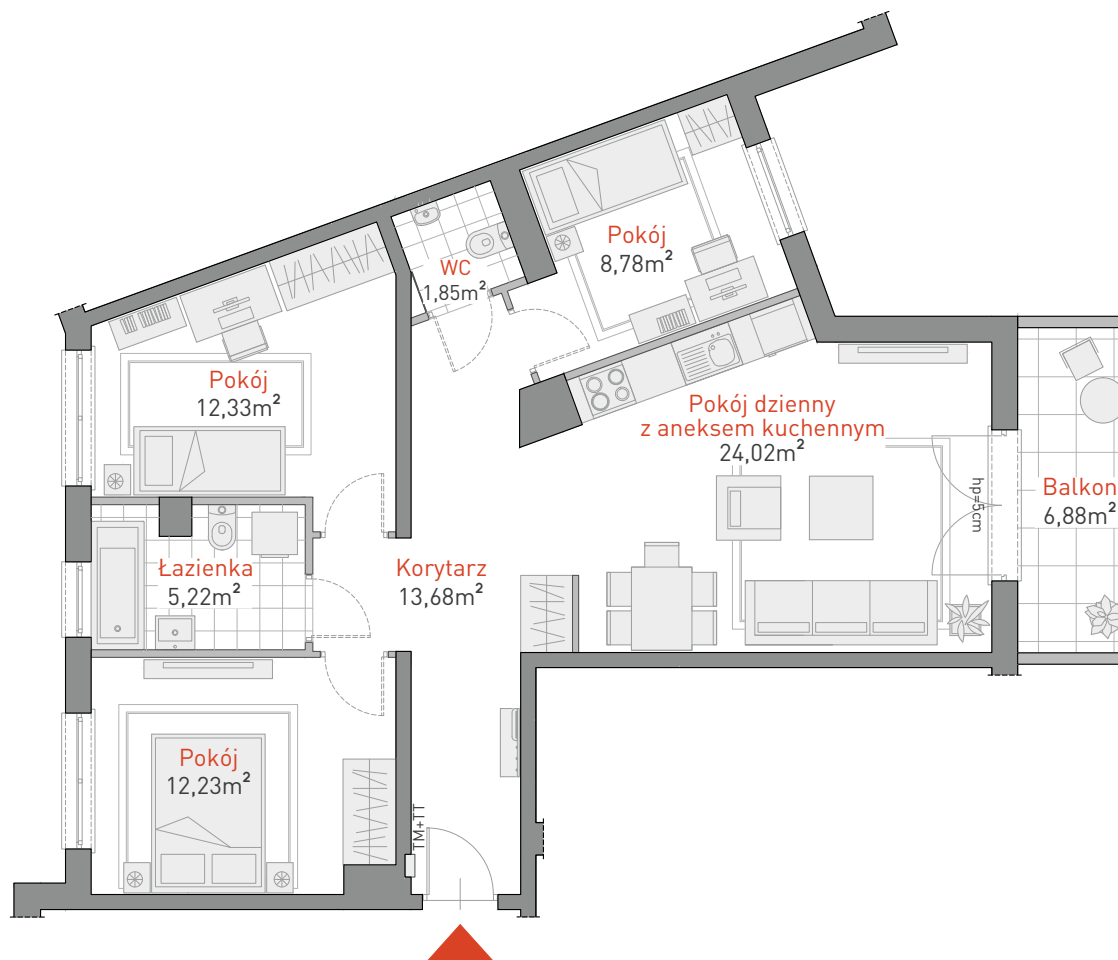 Pokój
8,78m²
WC
1,85m²
Pokój
12,33m²
Pokój dzienny
z aneksem kuchennym
24,02m²
hp=5cm
Balkon
6,88m²
Łazienka
5,22m²
Korytarz
13,68m²
Pokój
12,23m²
TM+TT